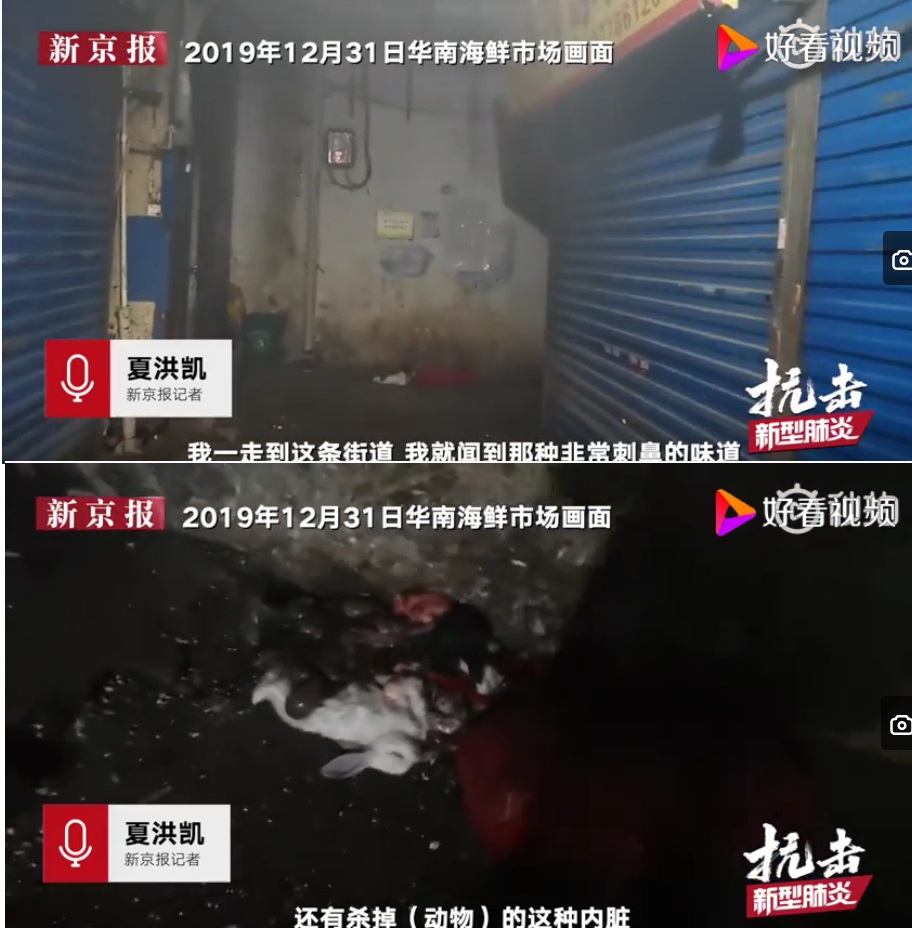 新京报
2019年12月31日华南海鲜市场画面
好看视频
夏洪凯
新京报记者
抗击
新型肺炎
我一走到这条街道 我就闻到那种非常刺鼻的味道
新京报
2019年12月31日华南海鲜市场画面
好看视频
夏洪凯
新京报记者
抗击
新型肺炎
还有杀掉（动物）的这种内脏